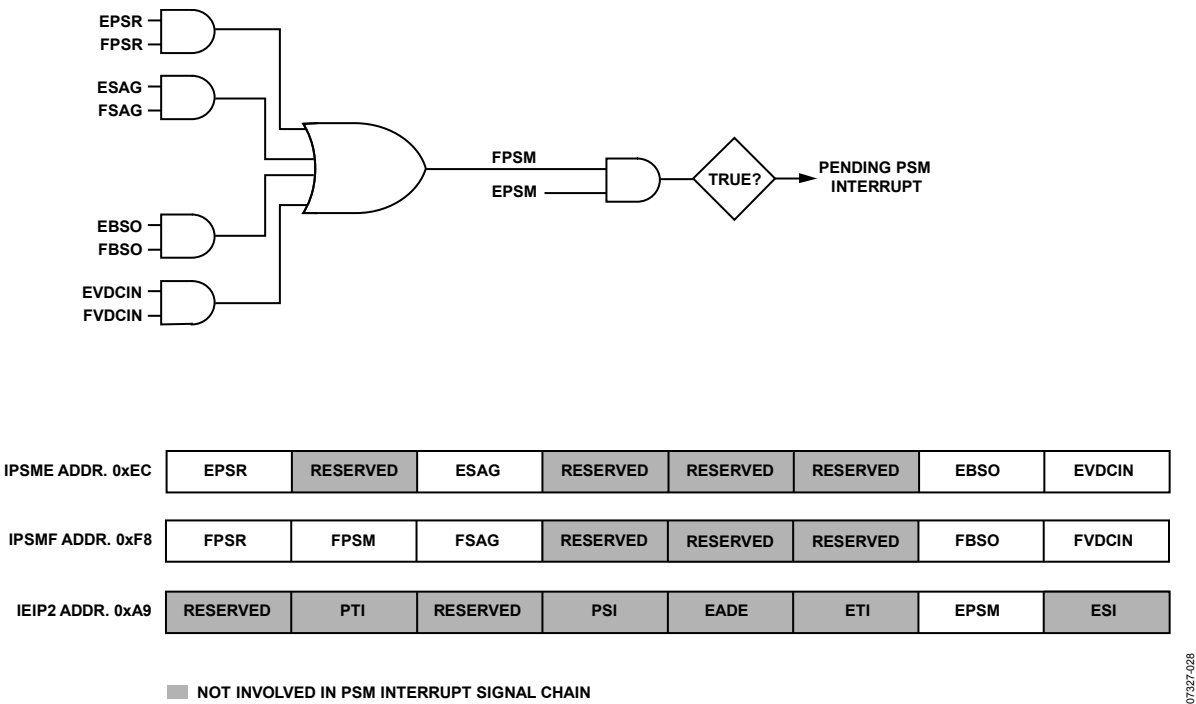 EPSR
FPSR
ESAG
FSAG
FPSM
EPSM
TRUE?
PENDING PSM
INTERRUPT
EBSO
FBSO
EVDCIN
FVDCIN
IPSME ADDR. 0xEC EPSR RESERVED ESAG RESERVED RESERVED RESERVED EBSO EVDCIN
IPSMF ADDR. 0xF8 FPSR FPSM FSAG RESERVED RESERVED RESERVED FBSO FVDCIN
IEIP2 ADDR. 0xA9 RESERVED PTI RESERVED PSI EADE ETI EPSM ESI
NOT INVOLVED IN PSM INTERRUPT SIGNAL CHAIN
07327-028